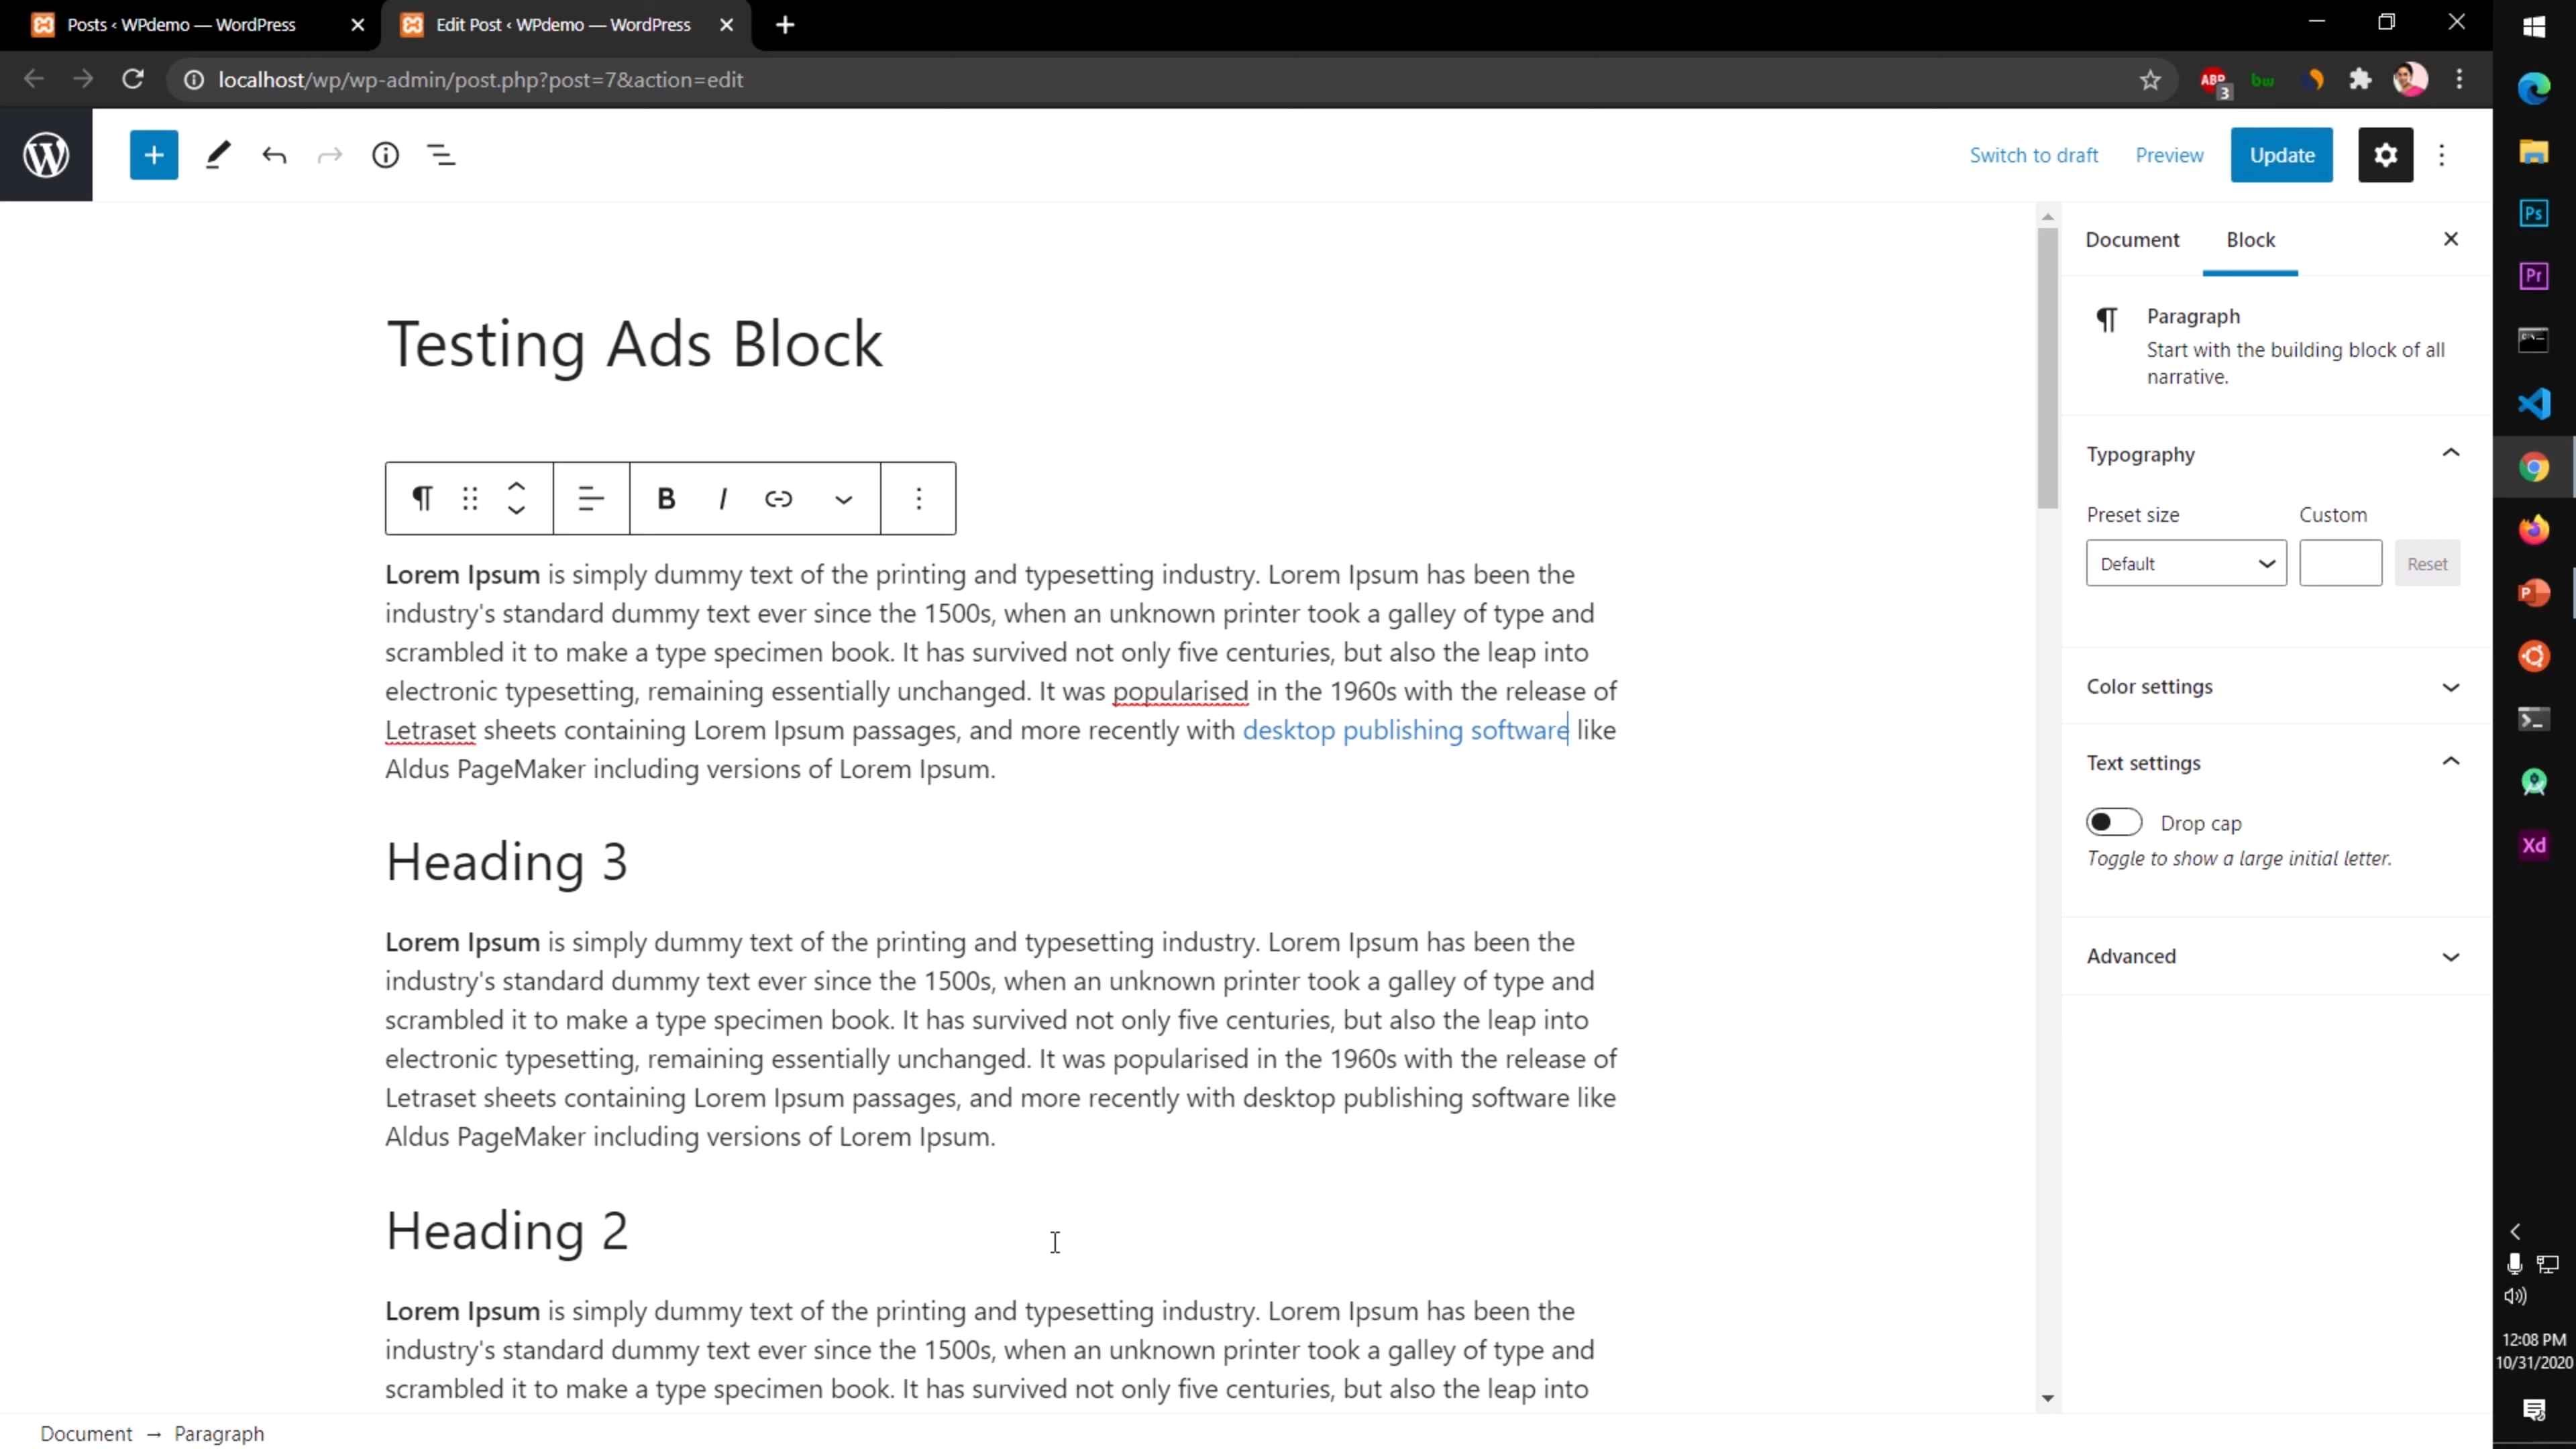 Posts ‹ WPdemo — WordPress
Edit Post ‹ WPdemo — WordPress
localhost/wp/wp-admin/post.php?post=7&action=edit
ABP
3
bw
Switch to draft
Preview
Update
Document
Block
Testing Ads Block
Paragraph
Start with the building block of all
narrative.
Typography
Preset size
Custom
Default
Reset
B I
Lorem Ipsum is simply dummy text of the printing and typesetting industry. Lorem Ipsum has been the
industry's standard dummy text ever since the 1500s, when an unknown printer took a galley of type and
scrambled it to make a type specimen book. It has survived not only five centuries, but also the leap into
electronic typesetting, remaining essentially unchanged. It was popularised in the 1960s with the release of
Letraset sheets containing Lorem Ipsum passages, and more recently with desktop publishing software like
Aldus PageMaker including versions of Lorem Ipsum.
Color settings
Text settings
Drop cap
Toggle to show a large initial letter.
Advanced
Heading 3
Lorem Ipsum is simply dummy text of the printing and typesetting industry. Lorem Ipsum has been the
industry's standard dummy text ever since the 1500s, when an unknown printer took a galley of type and
scrambled it to make a type specimen book. It has survived not only five centuries, but also the leap into
electronic typesetting, remaining essentially unchanged. It was popularised in the 1960s with the release of
Letraset sheets containing Lorem Ipsum passages, and more recently with desktop publishing software like
Aldus PageMaker including versions of Lorem Ipsum.
Heading 2
Lorem Ipsum is simply dummy text of the printing and typesetting industry. Lorem Ipsum has been the
industry's standard dummy text ever since the 1500s, when an unknown printer took a galley of type and
scrambled it to make a type specimen book. It has survived not only five centuries, but also the leap into
Document → Paragraph
Ps
Pr
P
Xd
12:08 PM
10/31/2020